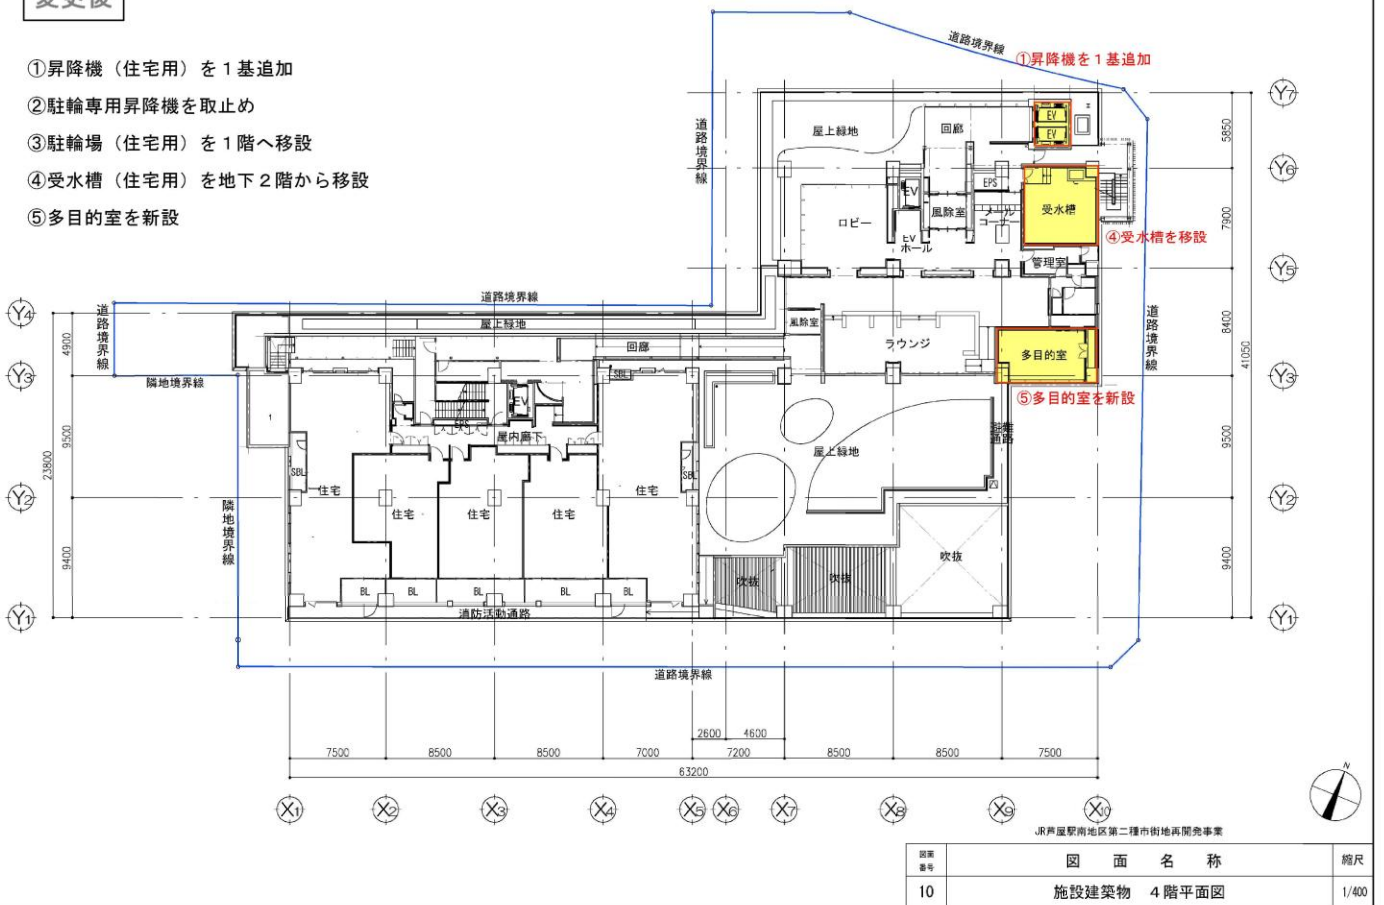 変更後
①昇降機（住宅用）を１基追加
②駐輪専用昇降機を取止め
③駐輪場（住宅用）を１階へ移設
④受水槽（住宅用）を地下２階から移設
⑤多目的室を新設
道路境界線
①昇降機を１基追加
Y7
道路境界線
屋上緑地
回廊
EV
EV
5850
Y6
EV
EPS
ロビー
風除室
メール
コーナー
受水槽
7900
EV
ホール
④受水槽を移設
管理室
Y5
道路境界線
Y4
道路境界線
屋上緑地
風除室
ラウンジ
道路境界線
8400
41050
4900
回廊
多目的室
Y3
隣地境界線
SBL
Y3
⑤多目的室を新設
1
EV
EPS
屋内廊下
避難
通路
9500
23800
9500
屋上緑地
SBL
SBL
Y2
住宅
住宅
住宅
住宅
住宅
Y2
隣地境界線
9400
吹抜
吹抜
吹抜
9400
BL
BL
BL
BL
BL
消防活動通路
Y1
Y1
道路境界線
2600
4600
7500
8500
8500
7000
7200
8500
8500
7500
63200
N
X1
X2
X3
X4
X5
X6
X7
X8
X9
X10
JR芦屋駅南地区第二種市街地再開発事業
図面
番号
図　面　名　称
縮尺
10
施設建築物　４階平面図
1/400